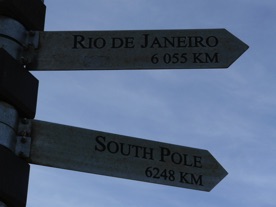 RIO DE JANEIRO
6 055 KM
SOUTH POLE
6248 KM